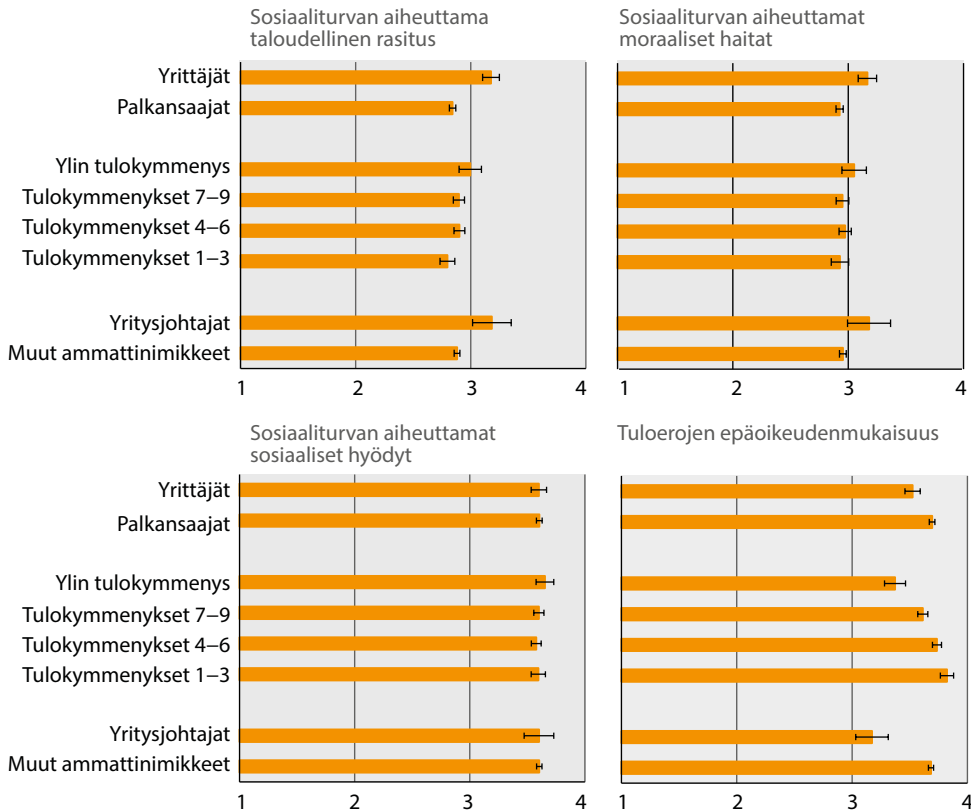 Sosiaaliturvan aiheuttama
taloudellinen rasitus
Sosiaaliturvan aiheuttamat
moraaliset haitat
Yrittäjät
Palkansaajat
Ylin tulokymmenys
Tulokymmenykset 7–9
Tulokymmenykset 4–6
Tulokymmenykset 1–3
Yritysjohtajat
Muut ammattinimikkeet
1 2 3 4
1 2 3 4
Sosiaaliturvan aiheuttamat
sosiaaliset hyödyt
Tuloerojen epäoikeudenmukaisuus
Yrittäjät
Palkansaajat
Ylin tulokymmenys
Tulokymmenykset 7–9
Tulokymmenykset 4–6
Tulokymmenykset 1–3
Yritysjohtajat
Muut ammattinimikkeet
1 2 3 4
1 2 3 4